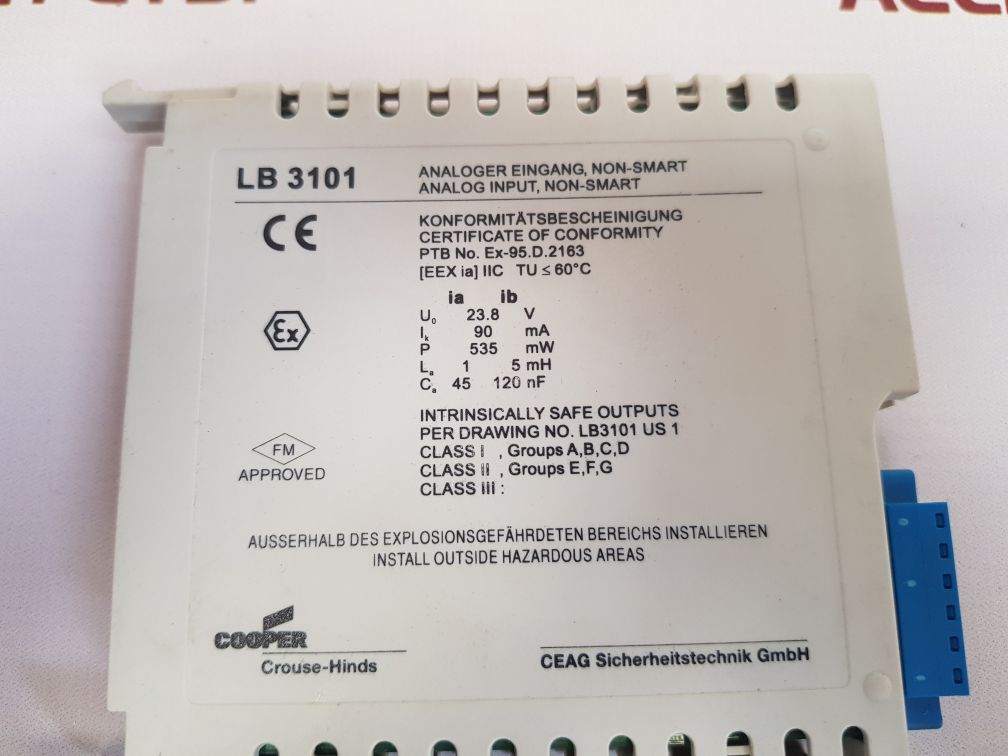 LB 3101
ANALOGER EINGANG, NON-SMART
ANALOG INPUT, NON-SMART
CE
KONFORMITÄTSBESCHEINIGUNG
CERTIFICATE OF CONFORMITY
PTB No. Ex-95.D.2163
[EEX ia] IIC TU ≤ 60°C
ia ib
U₀ 23.8 V
Iₖ 90 mA
P 535 mW
Lₐ 1 5 mH
Cₐ 45 120 nF
Ex
INTRINSICALLY SAFE OUTPUTS
PER DRAWING NO. LB3101 US 1
CLASS I , Groups A,B,C,D
CLASS II , Groups E,F,G
CLASS III :
FM
APPROVED
AUSSERHALB DES EXPLOSIONSGEFÄHRDETEN BEREICHS INSTALLIEREN
INSTALL OUTSIDE HAZARDOUS AREAS
COOPER
Crouse-Hinds
CEAG Sicherheitstechnik GmbH